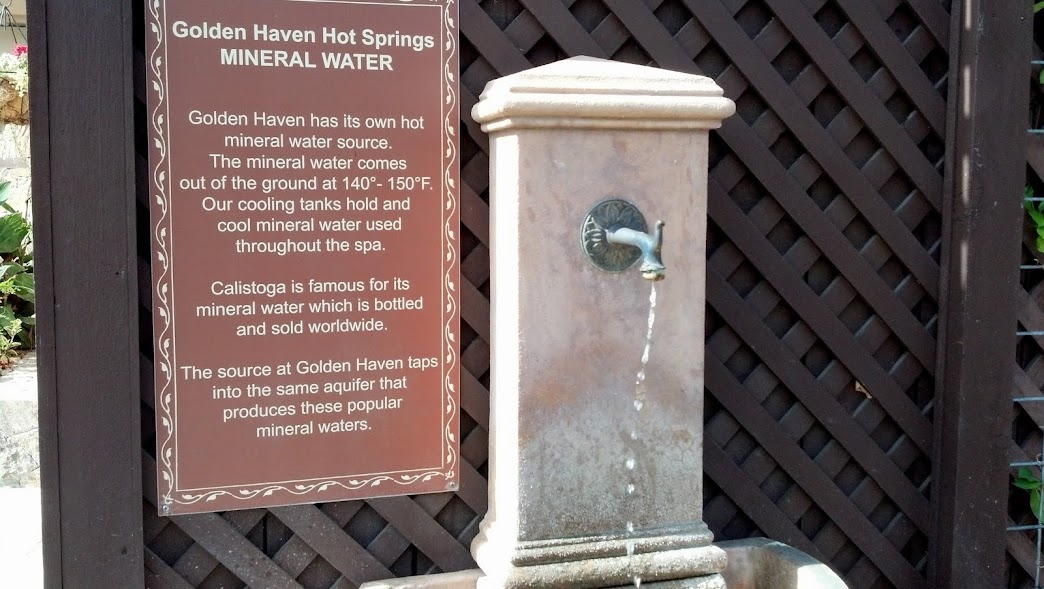 Golden Haven Hot Springs
MINERAL WATER
Golden Haven has its own hot
mineral water source.
The mineral water comes
out of the ground at 140°- 150°F.
Our cooling tanks hold and
cool mineral water used
throughout the spa.
Calistoga is famous for its
mineral water which is bottled
and sold worldwide.
The source at Golden Haven taps
into the same aquifer that
produces these popular
mineral waters.